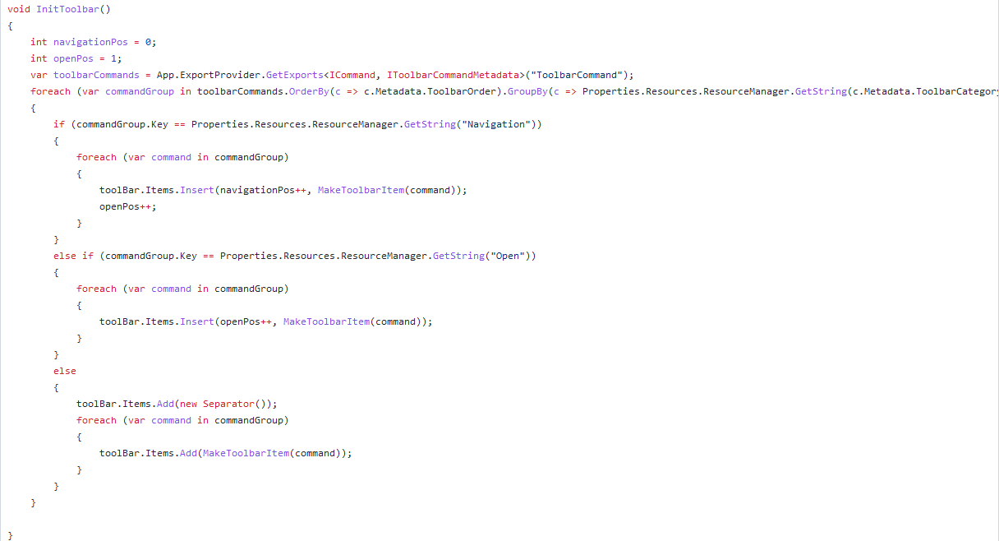 void InitToolbar()
{
    int navigationPos = 0;
    int openPos = 1;
    var toolbarCommands = App.ExportProvider.GetExports<ICommand, IToolbarCommandMetadata>("ToolbarCommand");
    foreach (var commandGroup in toolbarCommands.OrderBy(c => c.Metadata.ToolbarOrder).GroupBy(c => Properties.Resources.ResourceManager.GetString(c.Metadata.ToolbarCategory
    {
        if (commandGroup.Key == Properties.Resources.ResourceManager.GetString("Navigation"))
        {
            foreach (var command in commandGroup)
            {
                toolBar.Items.Insert(navigationPos++, MakeToolbarItem(command));
                openPos++;
            }
        }
        else if (commandGroup.Key == Properties.Resources.ResourceManager.GetString("Open"))
        {
            foreach (var command in commandGroup)
            {
                toolBar.Items.Insert(openPos++, MakeToolbarItem(command));
            }
        }
        else
        {
            toolBar.Items.Add(new Separator());
            foreach (var command in commandGroup)
            {
                toolBar.Items.Add(MakeToolbarItem(command));
            }
        }
    }

}